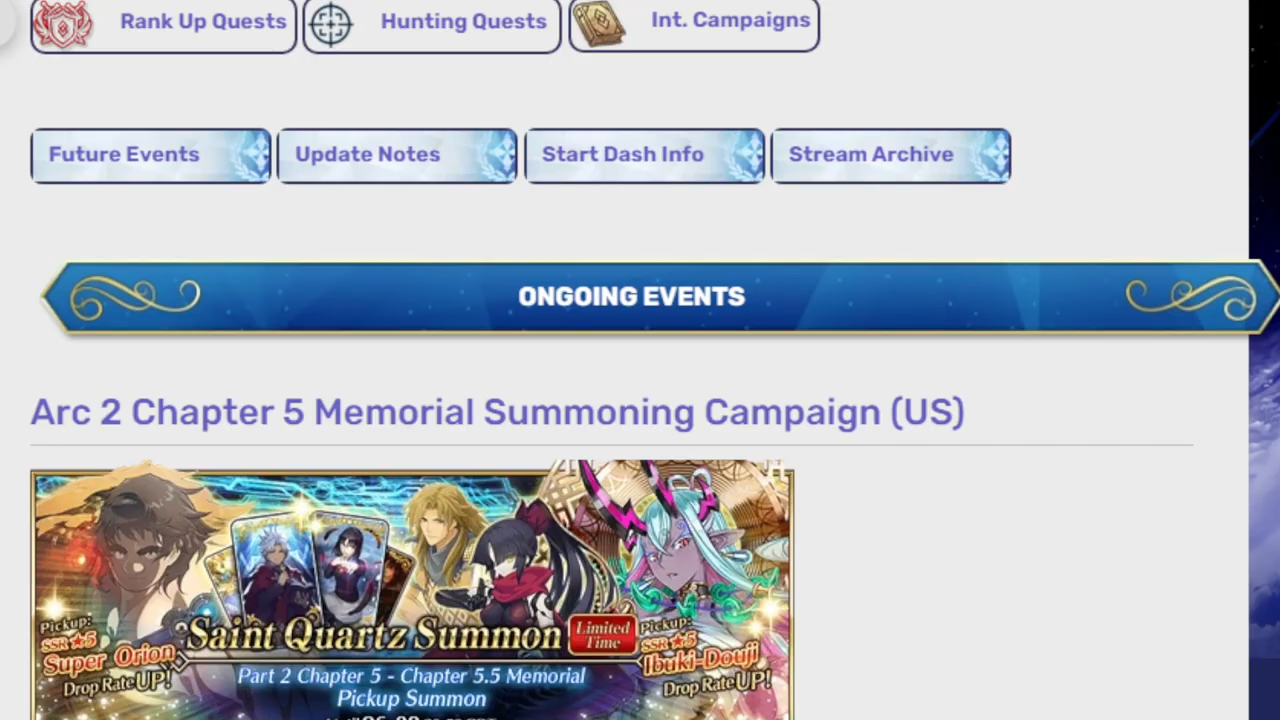 Rank Up Quests
Hunting Quests
Int. Campaigns
Future Events
Update Notes
Start Dash Info
Stream Archive
ONGOING EVENTS
Arc 2 Chapter 5 Memorial Summoning Campaign (US)
Pickup:
SSR ★5
Super Orion
Drop Rate UP!
Saint Quartz Summon
Limited
Time
Part 2 Chapter 5 - Chapter 5.5 Memorial
Pickup Summon
Pickup:
SSR ★5
Ibuki-Douji
Drop Rate UP!